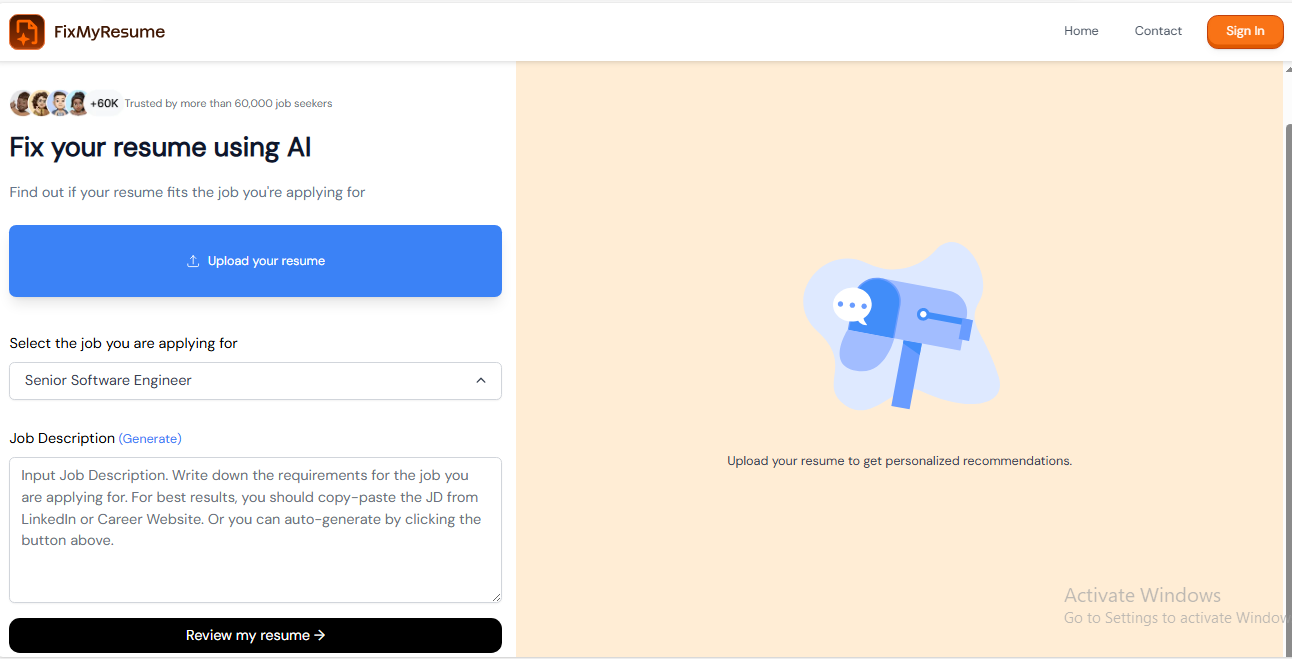 FixMyResume
Home
Contact
Sign In
+60K
Trusted by more than 60,000 job seekers
Fix your resume using AI
Find out if your resume fits the job you're applying for
Upload your resume
Select the job you are applying for
Senior Software Engineer
Job Description (Generate)
Input Job Description. Write down the requirements for the job you
are applying for. For best results, you should copy-paste the JD from
LinkedIn or Career Website. Or you can auto-generate by clicking the
button above.
Review my resume →
Upload your resume to get personalized recommendations.
Activate Windows
Go to Settings to activate Window